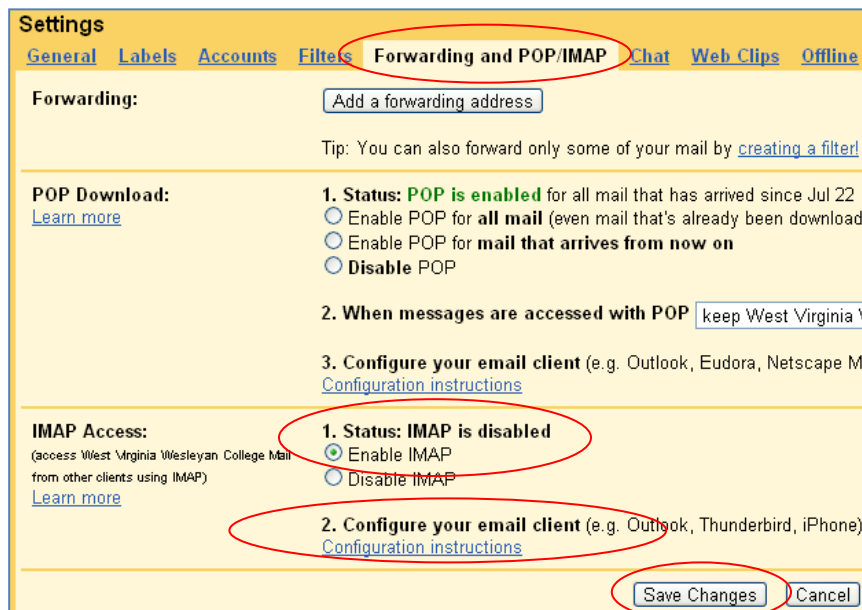 Settings
General Labels Accounts Filters Forwarding and POP/IMAP Chat Web Clips Offline
Forwarding:
Add a forwarding address
Tip: You can also forward only some of your mail by creating a filter!
POP Download:
Learn more
1. Status: POP is enabled for all mail that has arrived since Jul 22
Enable POP for all mail (even mail that's already been download
Enable POP for mail that arrives from now on
Disable POP
2. When messages are accessed with POP keep West Virginia
3. Configure your email client (e.g. Outlook, Eudora, Netscape M
Configuration instructions
IMAP Access:
(access West Virginia Wesleyan College Mail
from other clients using IMAP)
Learn more
1. Status: IMAP is disabled
Enable IMAP
Disable IMAP
2. Configure your email client (e.g. Outlook, Thunderbird, iPhone)
Configuration instructions
Save Changes Cancel